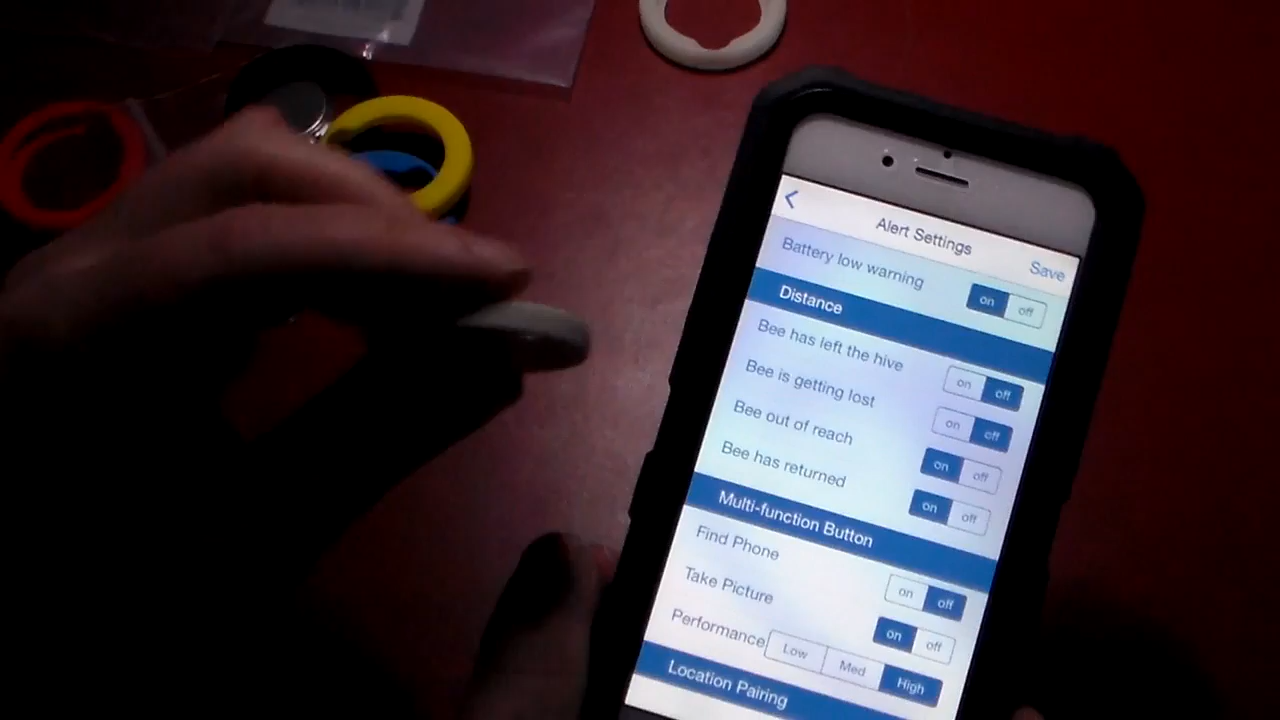 Alert Settings
Save
Battery low warning
on off
Distance
Bee has left the hive
on off
Bee is getting lost
on off
Bee out of reach
on off
Bee has returned
on off
Multi-function Button
Find Phone
on off
Take Picture
on off
Performance
Low Med High
Location Pairing